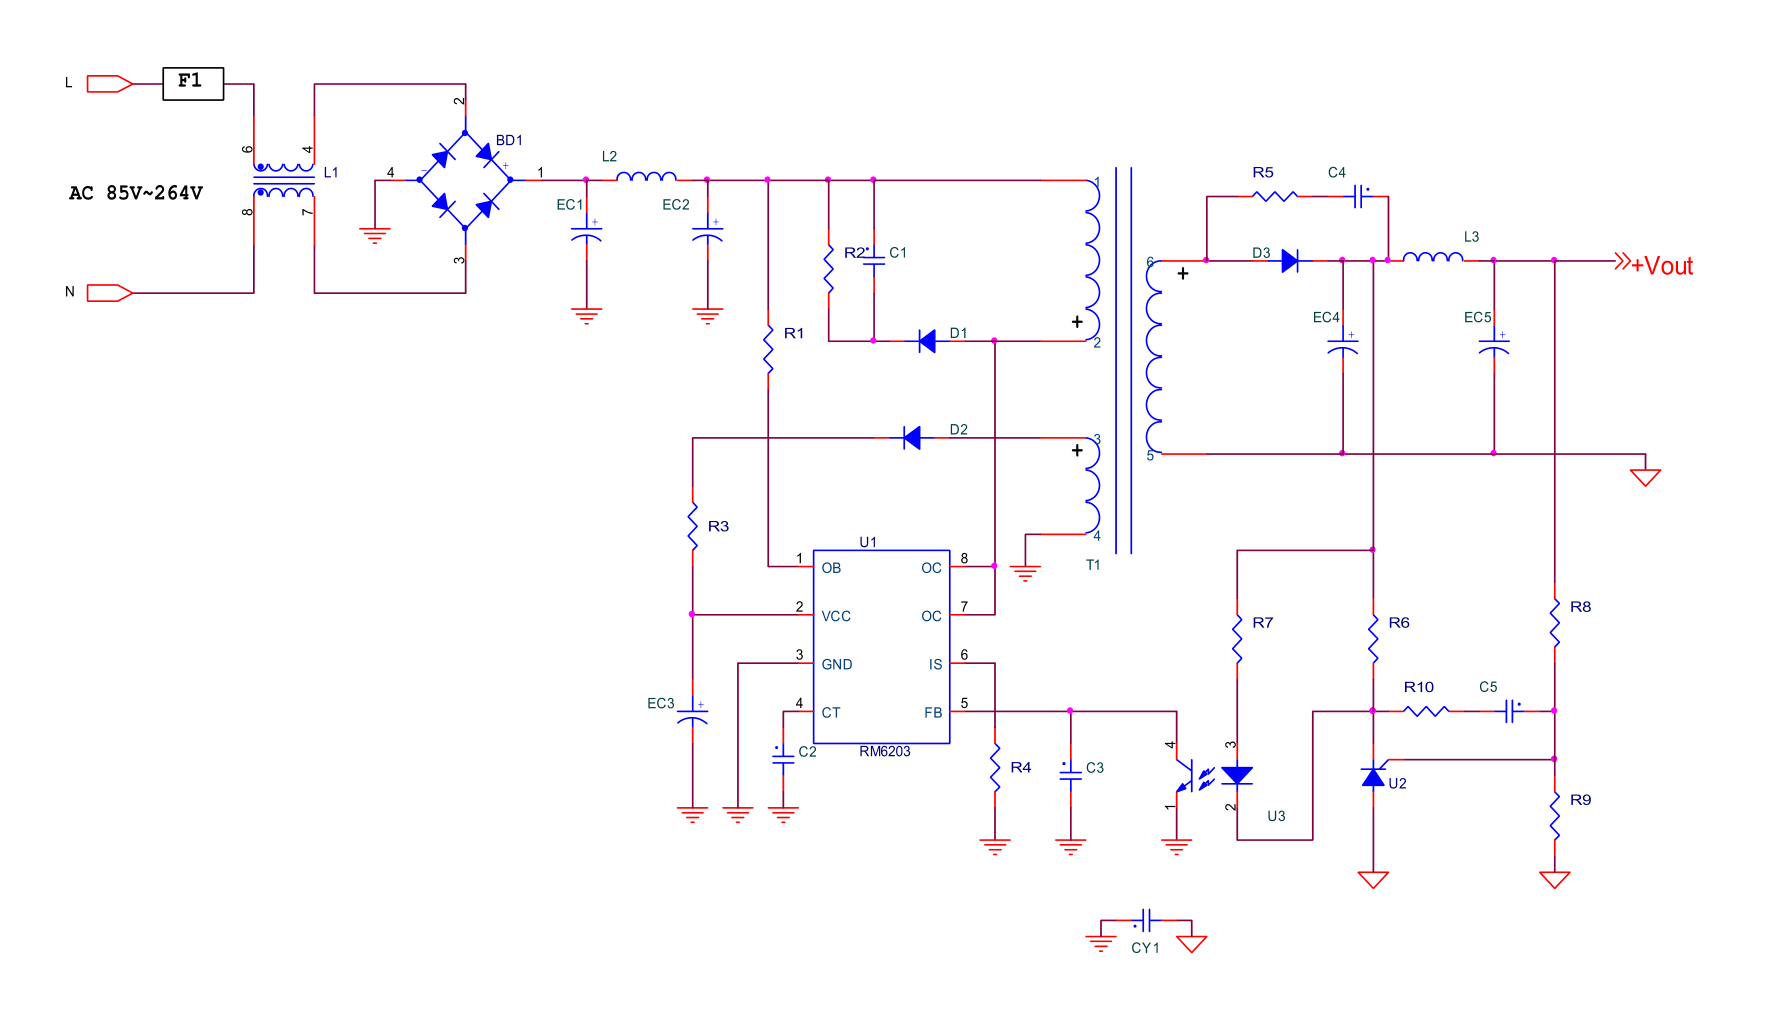 L
F1
2
BD1
6
4
L1
+
−
4
1
L2
AC 85V~264V
8
7
3
N
EC1
+
EC2
+
R2
C1
R1
D1
1
+
2
D2
3
+
4
T1
R5
C4
L3
D3
6
+
+Vout
EC4
+
EC5
+
5
R3
U1
1
OB
OC
8
2
VCC
OC
7
3
GND
IS
6
4
CT
FB
5
RM6203
EC3
+
C2
R4
C3
4
3
1
2
U3
R7
R6
R8
R10
C5
U2
R9
CY1